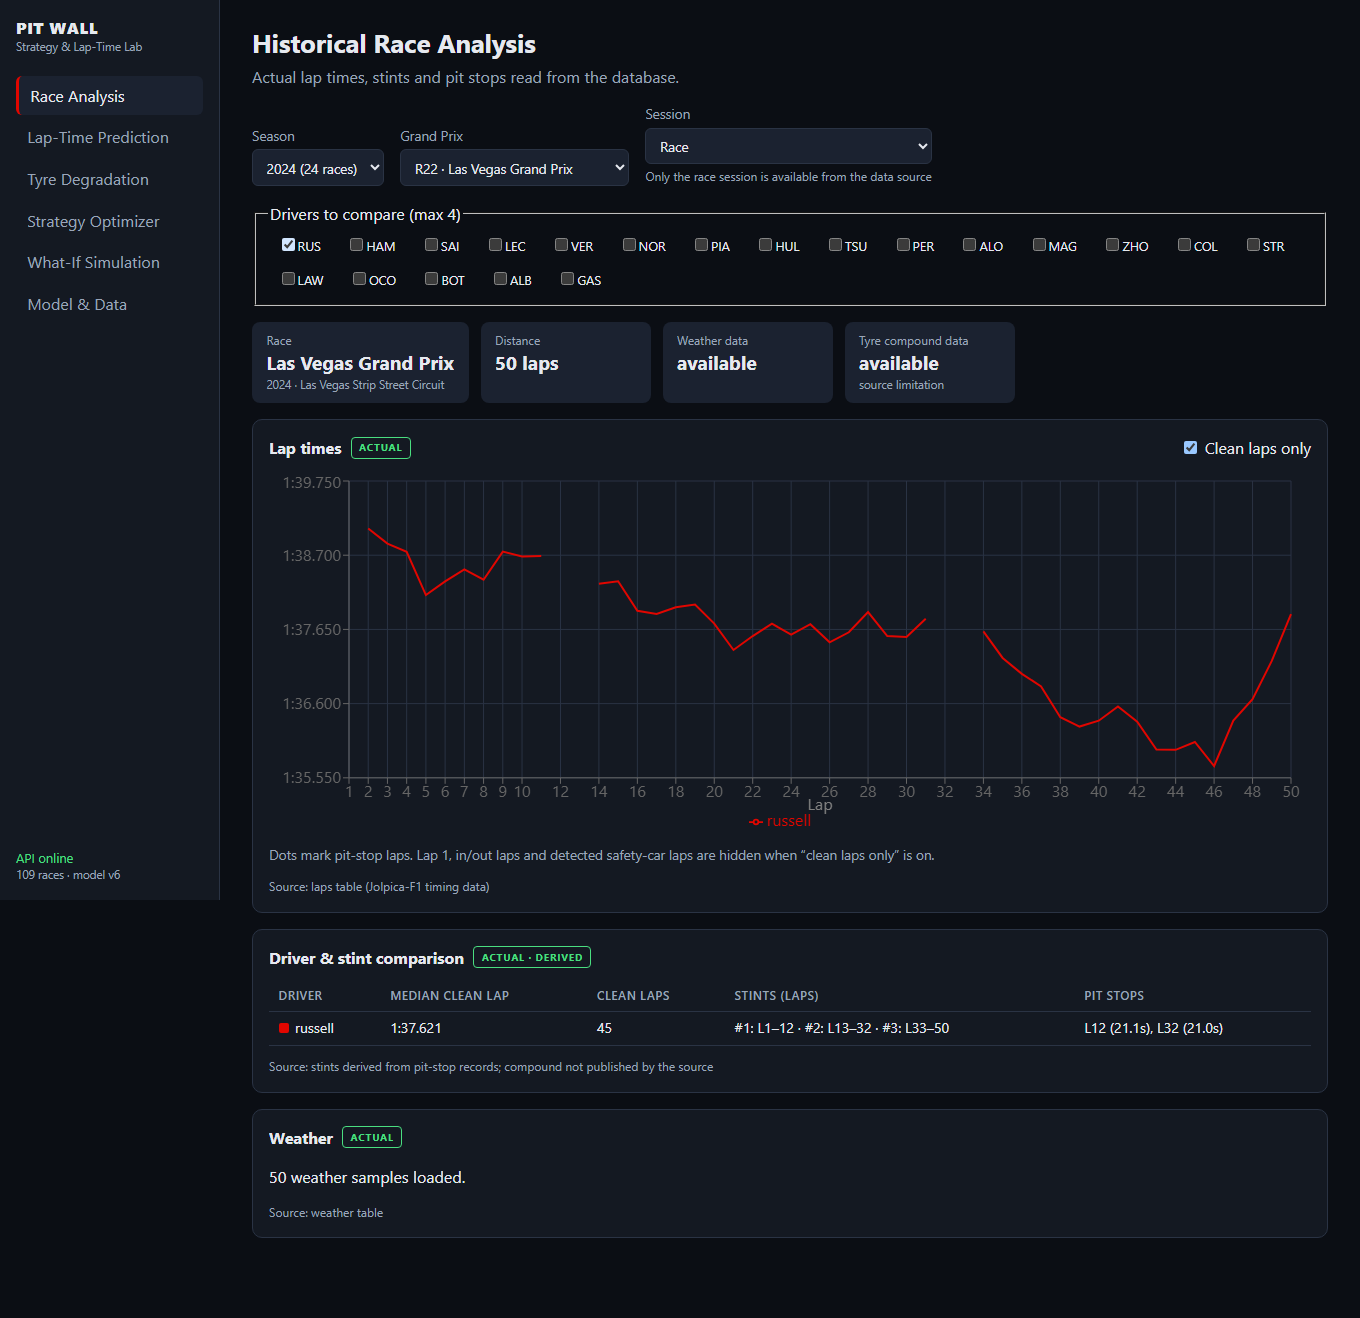 PIT WALL
Strategy & Lap-Time Lab
Race Analysis
Lap-Time Prediction
Tyre Degradation
Strategy Optimizer
What-If Simulation
Model & Data
API online
109 races · model v6
Historical Race Analysis
Actual lap times, stints and pit stops read from the database.
Season
2024 (24 races)
Grand Prix
R22 · Las Vegas Grand Prix
Session
Race
Only the race session is available from the data source
Drivers to compare (max 4)
RUS HAM SAI LEC VER NOR PIA HUL TSU PER ALO MAG ZHO COL STR
LAW OCO BOT ALB GAS
Race
Las Vegas Grand Prix
2024 · Las Vegas Strip Street Circuit
Distance
50 laps
Weather data
available
Tyre compound data
available
source limitation
Lap times ACTUAL
Clean laps only
1:39.750
1:38.700
1:37.650
1:36.600
1:35.550
1 2 3 4 5 6 7 8 9 10 12 14 16 18 20 22 24 26 28 30 32 34 36 38 40 42 44 46 48 50
Lap
russell
Dots mark pit-stop laps. Lap 1, in/out laps and detected safety-car laps are hidden when “clean laps only” is on.
Source: laps table (Jolpica-F1 timing data)
Driver & stint comparison ACTUAL · DERIVED
DRIVER MEDIAN CLEAN LAP CLEAN LAPS STINTS (LAPS) PIT STOPS
russell 1:37.621 45 #1: L1–12 · #2: L13–32 · #3: L33–50 L12 (21.1s), L32 (21.0s)
Source: stints derived from pit-stop records; compound not published by the source
Weather ACTUAL
50 weather samples loaded.
Source: weather table